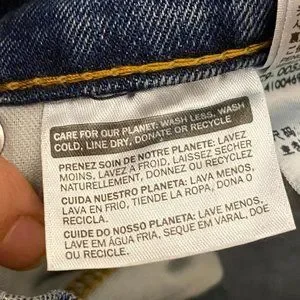 CARE FOR OUR PLANET: WASH LESS, WASH
COLD, LINE DRY, DONATE OR RECYCLE
PRENEZ SOIN DE NOTRE PLANETE: LAVEZ
MOINS, LAVEZ A FROID, LAISSEZ SECHER
NATURELLEMENT, DONNEZ OU RECYCLEZ
CUIDA NUESTRO PLANETA: LAVA MENOS,
LAVA EN FRIO, TIENDE LA ROPA, DONA O
RECICLA.
CUIDE DO NOSSO PLANETA: LAVE MENOS,
LAVE EM ÁGUA FRIA, SEQUE EM VARAL, DOE
OU RECICLE.